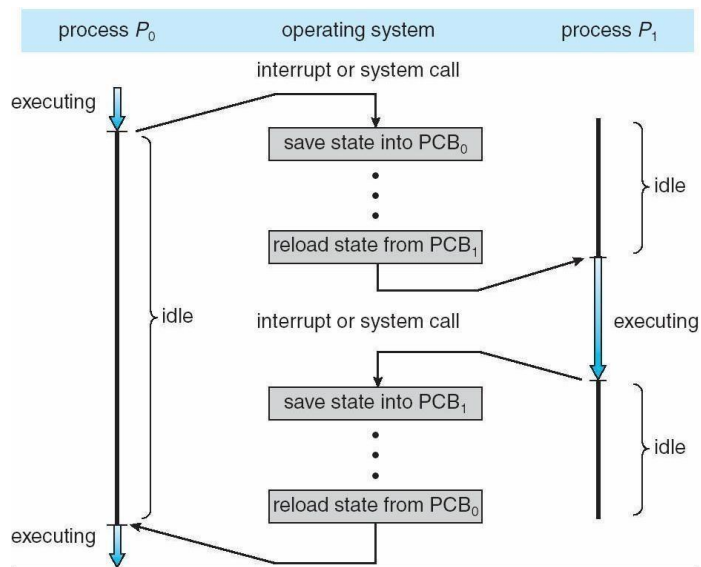 process P₀ operating system process P₁
interrupt or system call
executing
save state into PCB₀
idle
reload state from PCB₁
idle
interrupt or system call
executing
save state into PCB₁
idle
reload state from PCB₀
executing